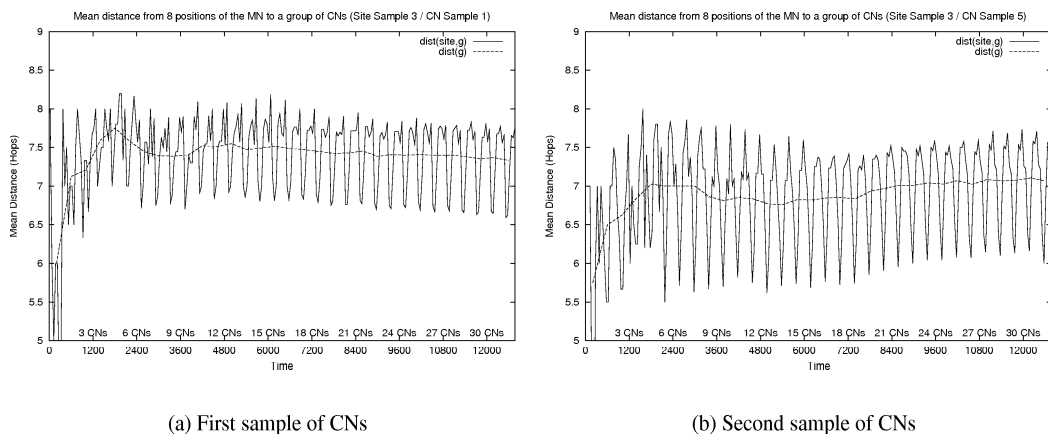 Mean distance from 8 positions of the MN to a group of CNs (Site Sample 3 / CN Sample 1)
dist(site,g)
dist(g)
Mean Distance (Hops)
9
8.5
8
7.5
7
6.5
6
5.5
5
3 CNs 6 CNs 9 CNs 12 CNs 15 CNs 18 CNs 21 CNs 24 CNs 27 CNs 30 CNs
0 1200 2400 3600 4800 6000 7200 8400 9600 10800 12000
Time
(a) First sample of CNs
Mean distance from 8 positions of the MN to a group of CNs (Site Sample 3 / CN Sample 5)
dist(site,g)
dist(g)
Mean Distance (Hops)
9
8.5
8
7.5
7
6.5
6
5.5
5
3 CNs 6 CNs 9 CNs 12 CNs 15 CNs 18 CNs 21 CNs 24 CNs 27 CNs 30 CNs
0 1200 2400 3600 4800 6000 7200 8400 9600 10800 12000
Time
(b) Second sample of CNs